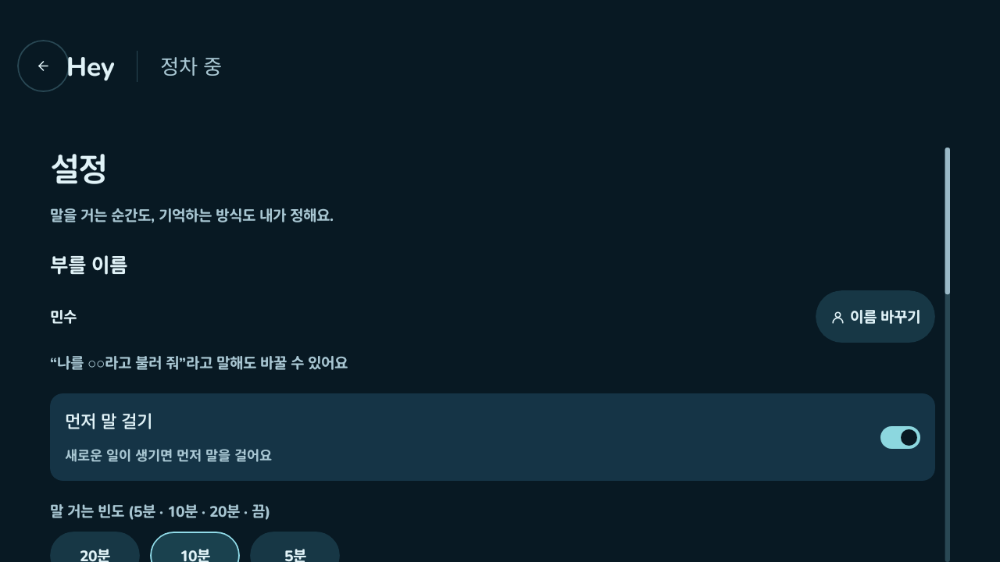 Hey
정차 중
설정
말을 거는 순간도, 기억하는 방식도 내가 정해요.
부를 이름
민수
이름 바꾸기
“나를 ○○라고 불러 줘”라고 말해도 바꿀 수 있어요
먼저 말 걸기
새로운 일이 생기면 먼저 말을 걸어요
말 거는 빈도 (5분 · 10분 · 20분 · 끔)
20분
10분
5분